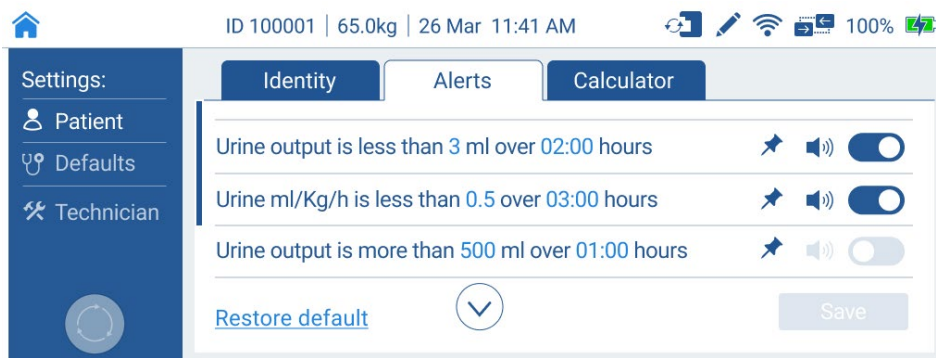 ID 100001 | 65.0kg | 26 Mar 11:41 AM 100%
Settings:
Patient
Defaults
Technician
Identity Alerts Calculator
Urine output is less than 3 ml over 02:00 hours
Urine ml/Kg/h is less than 0.5 over 03:00 hours
Urine output is more than 500 ml over 01:00 hours
Restore default
Save